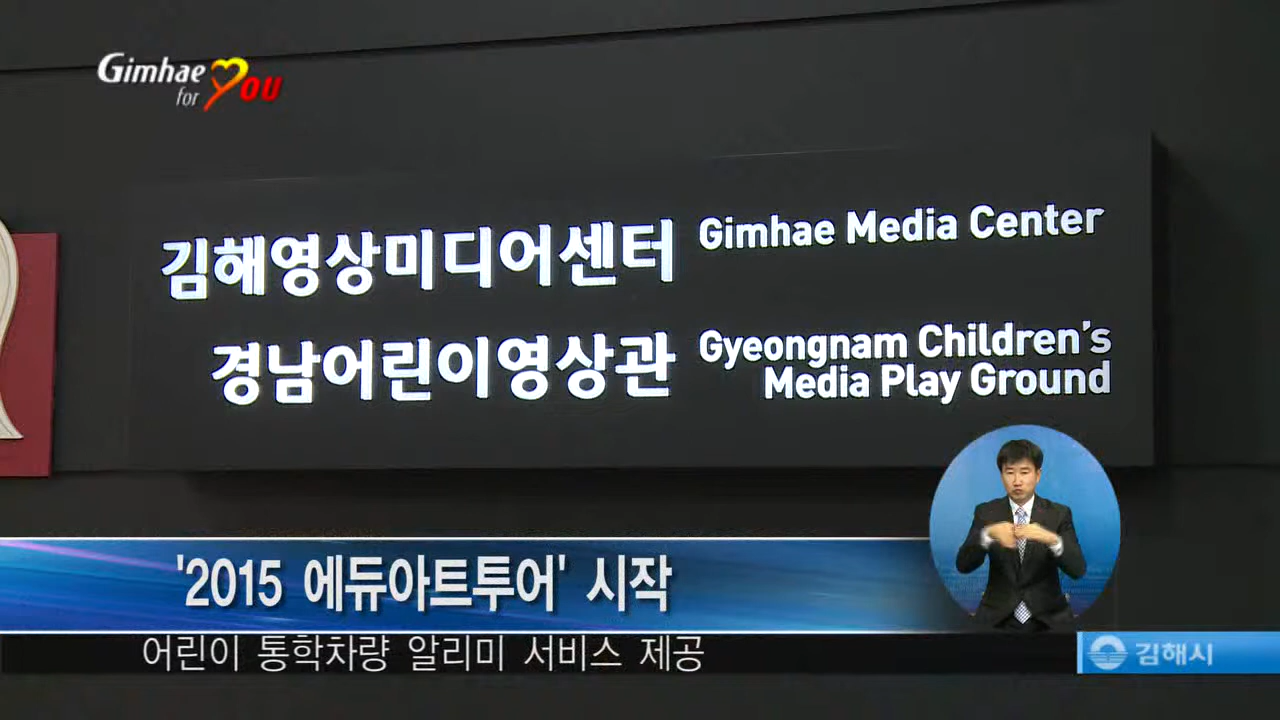 Gimhae
for You
김해영상미디어센터 Gimhae Media Center
경남어린이영상관 Gyeongnam Children's
Media Play Ground
'2015 에듀아트투어' 시작
어린이 통학차량 알리미 서비스 제공
김해시